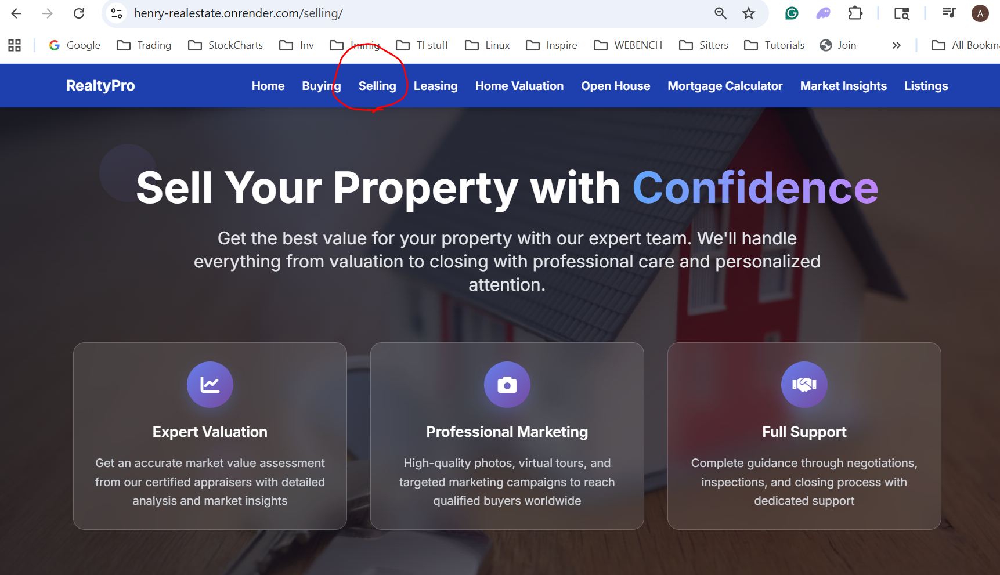 henry-realestate.onrender.com/selling/
A
Google Trading StockCharts Inv Immig TI stuff Linux Inspire WEBENCH Sitters Tutorials Join All Bookma
RealtyPro Home Buying Selling Leasing Home Valuation Open House Mortgage Calculator Market Insights Listings
Sell Your Property with Confidence
Get the best value for your property with our expert team. We'll handle
everything from valuation to closing with professional care and personalized
attention.
Expert Valuation
Get an accurate market value assessment
from our certified appraisers with detailed
analysis and market insights
Professional Marketing
High-quality photos, virtual tours, and
targeted marketing campaigns to reach
qualified buyers worldwide
Full Support
Complete guidance through negotiations,
inspections, and closing process with
dedicated support